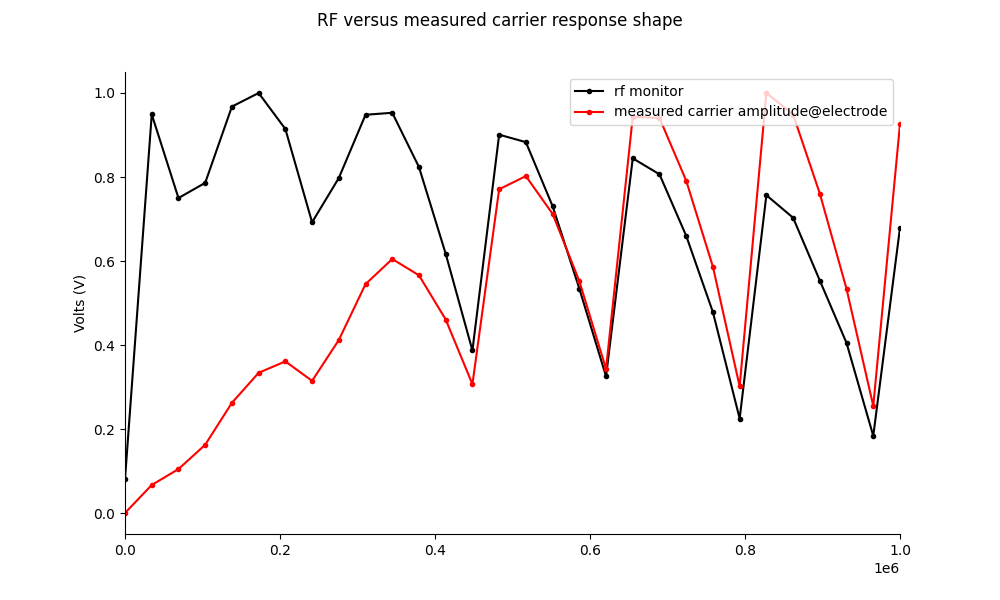 RF versus measured carrier response shape
rf monitor
measured carrier amplitude@electrode
Volts (V)
1.0
0.8
0.6
0.4
0.2
0.0
0.0 0.2 0.4 0.6 0.8 1.0
1e6